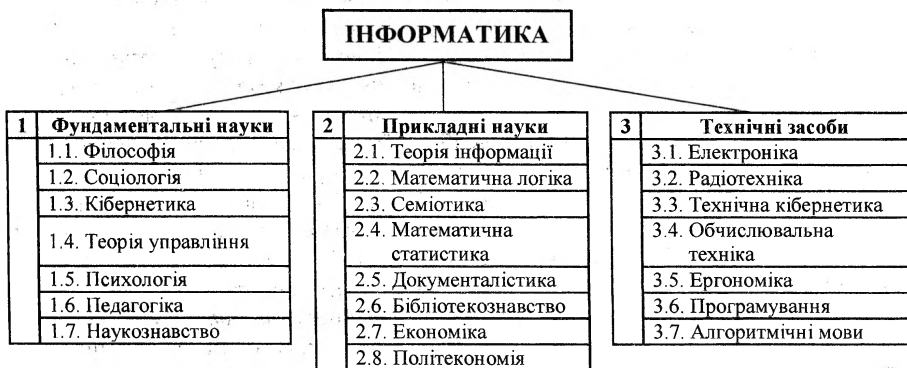 ІНФОРМАТИКА
1 Фундаментальні науки
1.1. Філософія
1.2. Соціологія
1.3. Кібернетика
1.4. Теорія управління
1.5. Психологія
1.6. Педагогіка
1.7. Наукознавство
2 Прикладні науки
2.1. Теорія інформації
2.2. Математична логіка
2.3. Семіотика
2.4. Математична
статистика
2.5. Документалістика
2.6. Бібліотекознавство
2.7. Економіка
2.8. Політекономія
3 Технічні засоби
3.1. Електроніка
3.2. Радіотехніка
3.3. Технічна кібернетика
3.4. Обчислювальна
техніка
3.5. Ергономіка
3.6. Програмування
3.7. Алгоритмічні мови